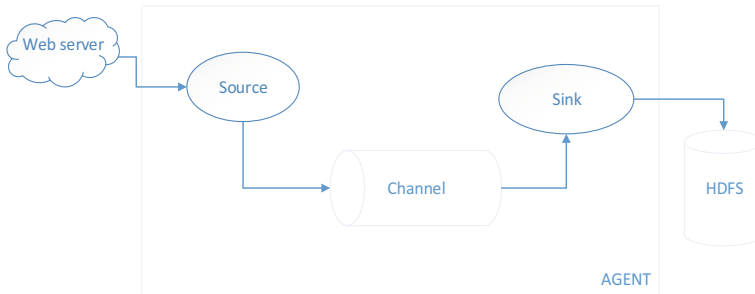 Web server
Source
Sink
Channel
HDFS
AGENT